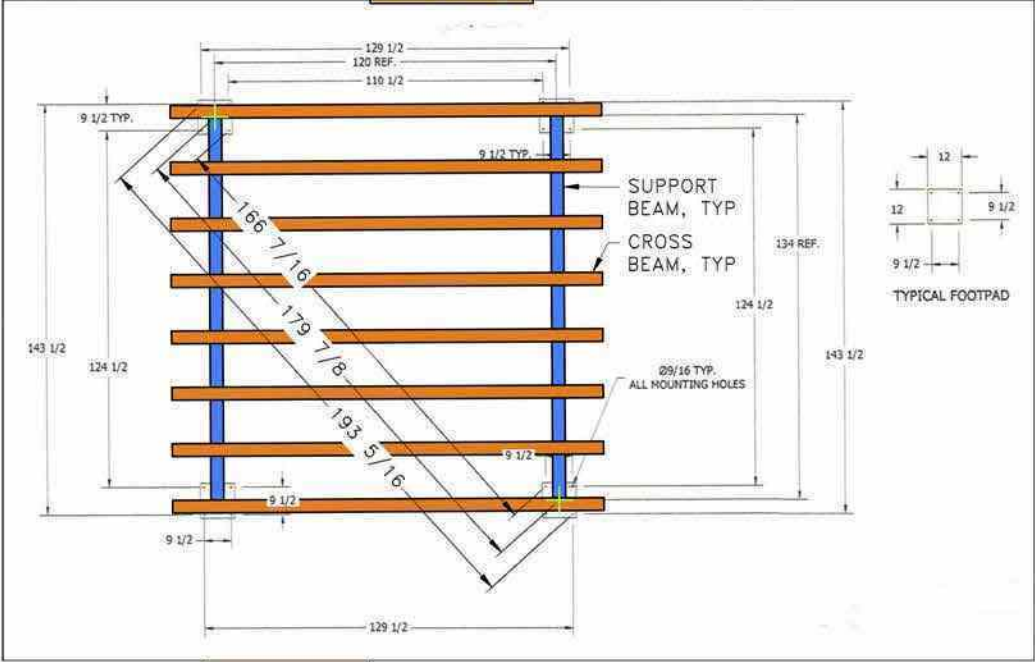 129 1/2
120 REF.
110 1/2
9 1/2 TYP.
9 1/2 TYP.
SUPPORT
BEAM, TYP
CROSS
BEAM, TYP
12
12
9 1/2
9 1/2
TYPICAL FOOTPAD
134 REF.
124 1/2
143 1/2
143 1/2
124 1/2
166 7/16
179 7/8
193 5/16
Ø9/16 TYP.
ALL MOUNTING HOLES
9 1/2
9 1/2
9 1/2
129 1/2